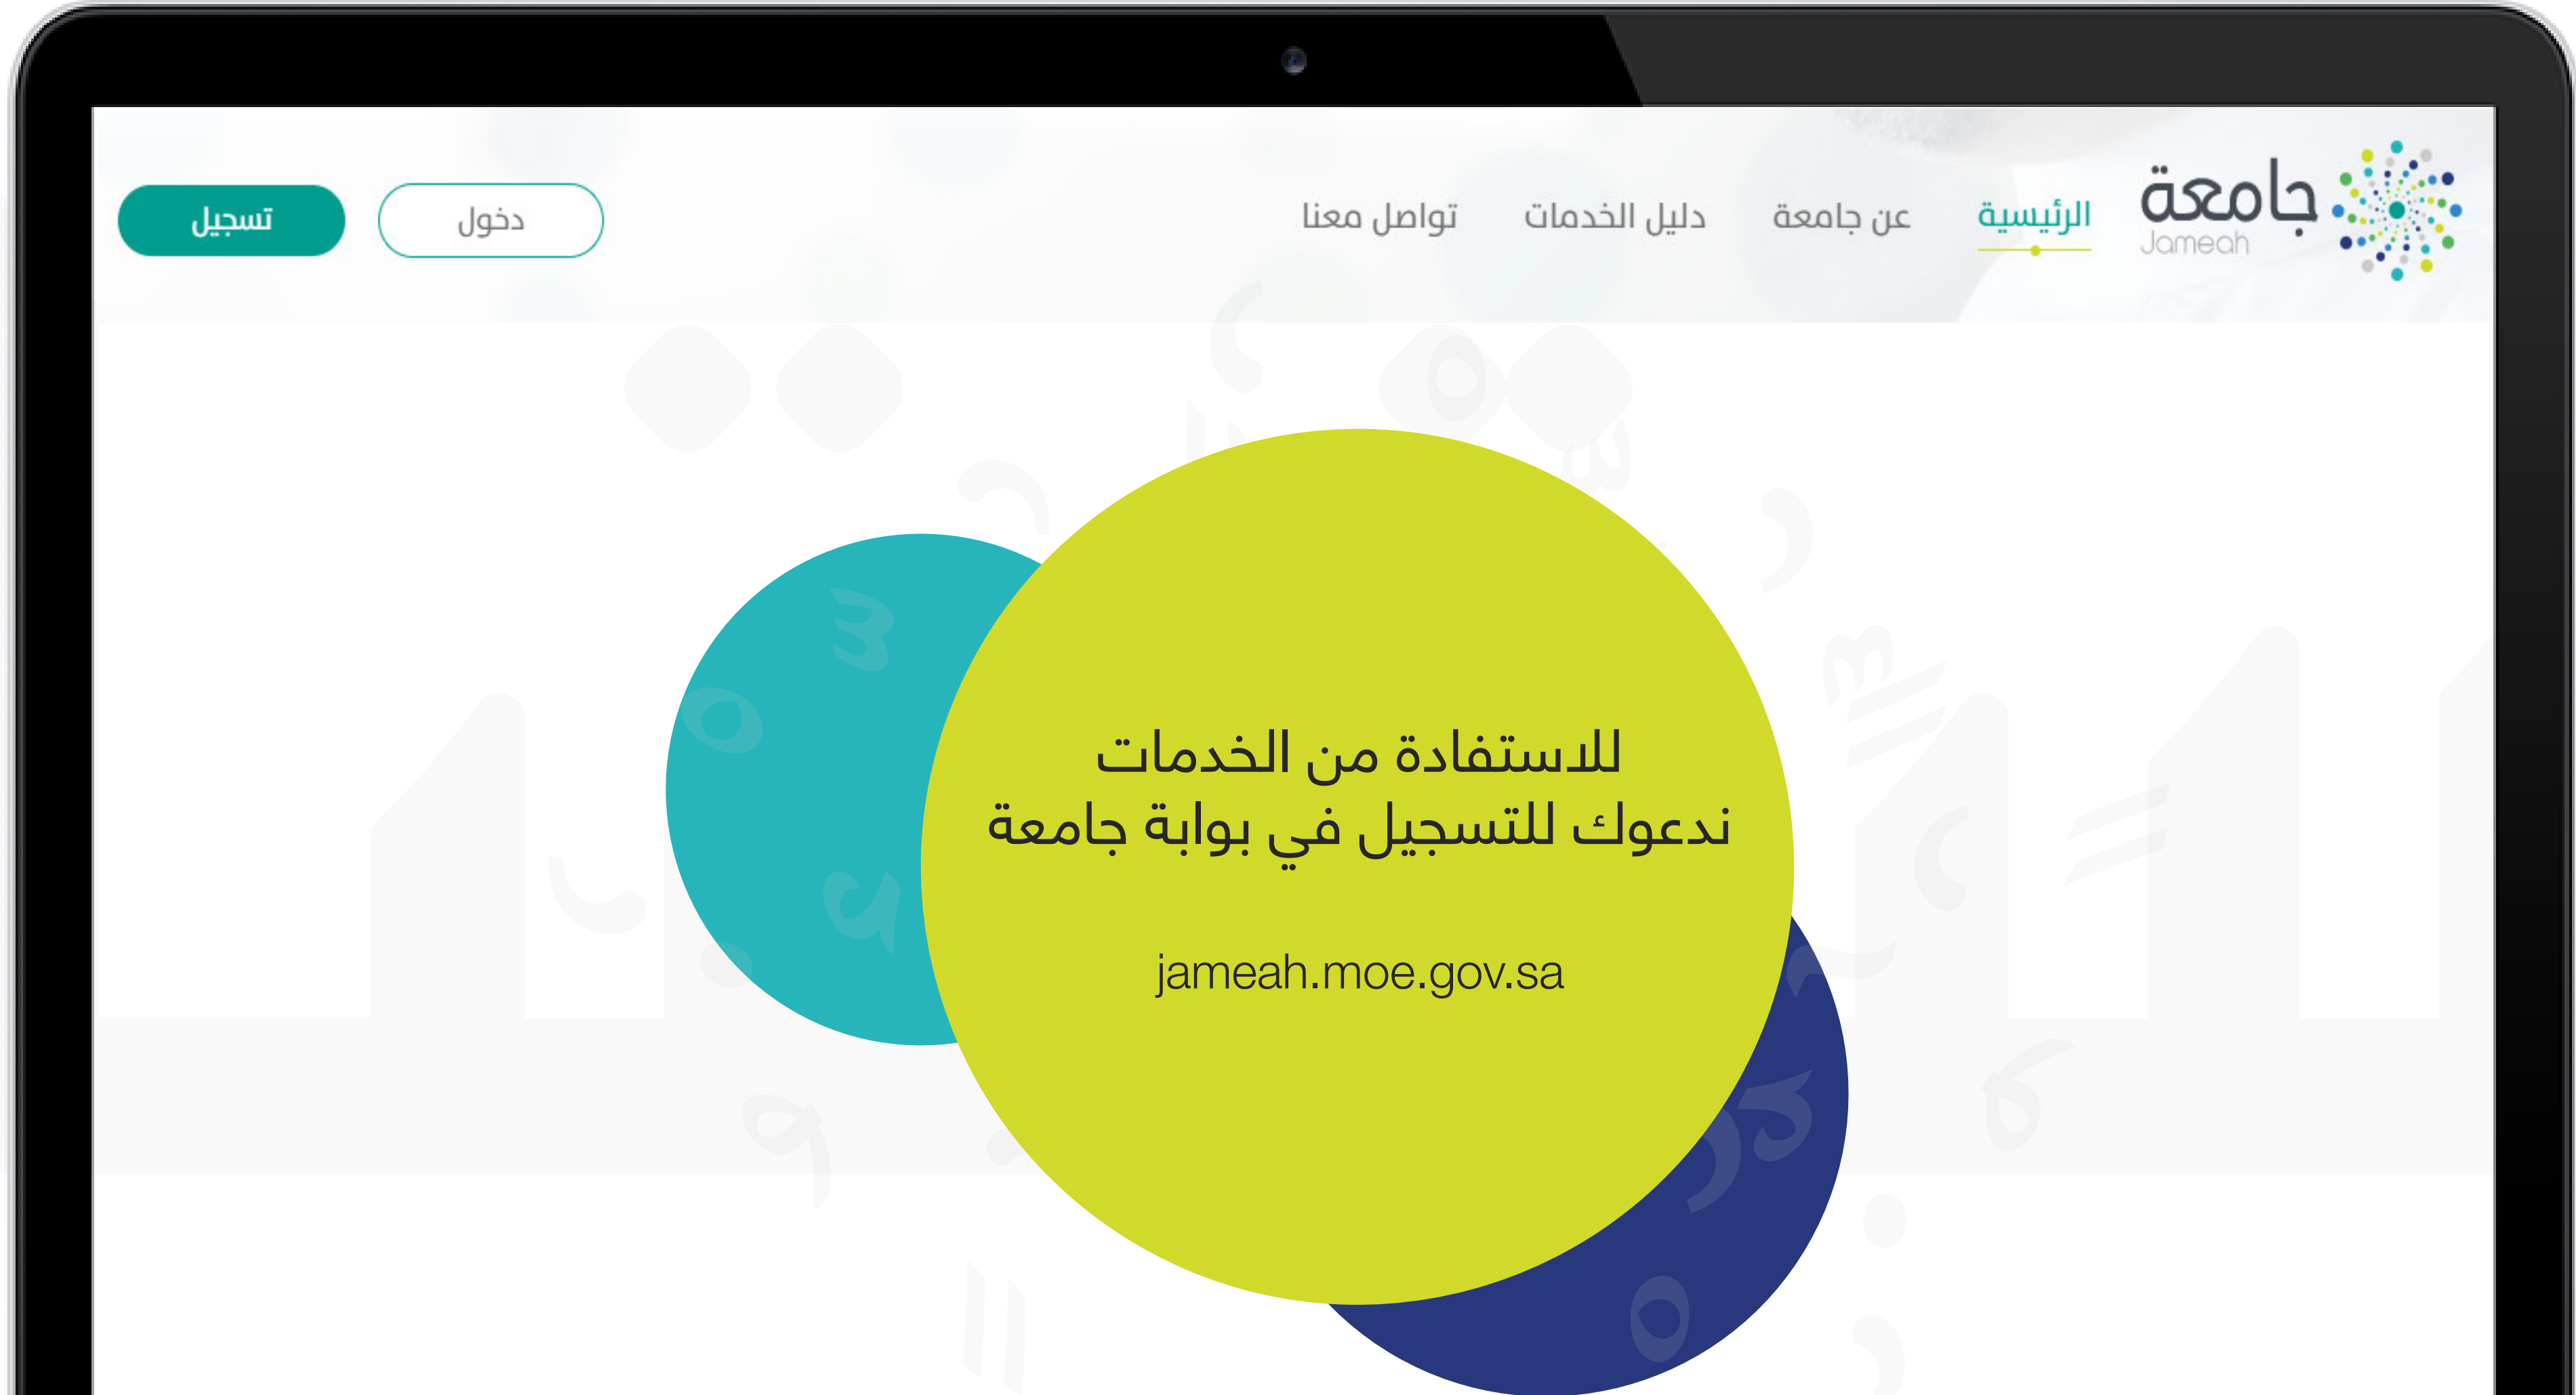 جامعة
Jameah
الرئيسية
عن جامعة
دليل الخدمات
تواصل معنا
دخول
تسجيل
للاستفادة من الخدمات
ندعوك للتسجيل في بوابة جامعة
jameah.moe.gov.sa